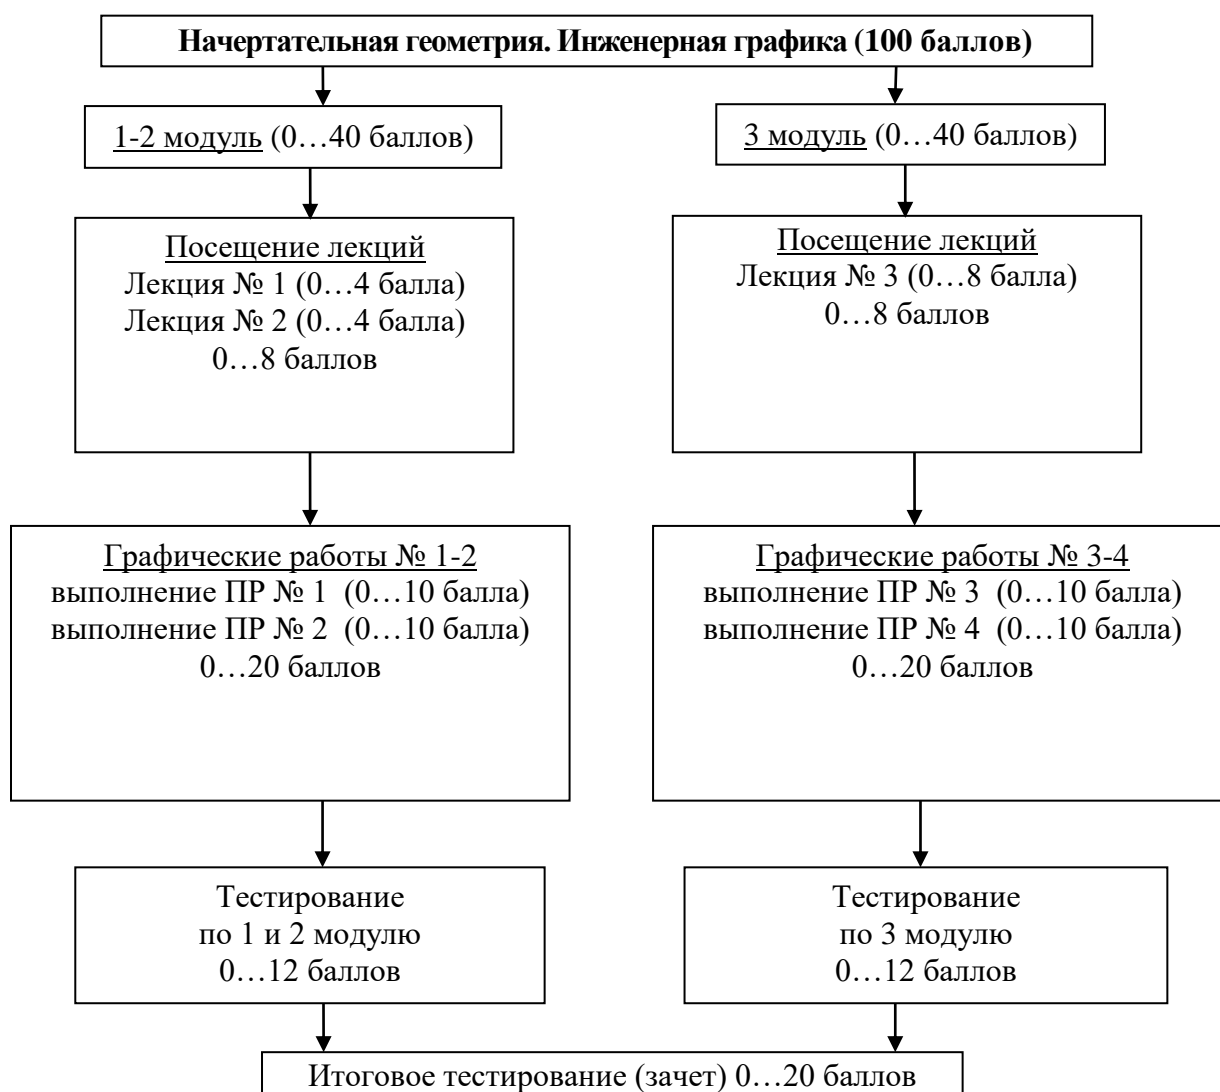 Начертательная геометрия. Инженерная графика (100 баллов)
1-2 модуль (0…40 баллов)
3 модуль (0…40 баллов)
Посещение лекций
Лекция № 1 (0…4 балла)
Лекция № 2 (0…4 балла)
0…8 баллов
Посещение лекций
Лекция № 3 (0…8 балла)
0…8 баллов
Графические работы № 1-2
выполнение ПР № 1 (0…10 балла)
выполнение ПР № 2 (0…10 балла)
0…20 баллов
Графические работы № 3-4
выполнение ПР № 3 (0…10 балла)
выполнение ПР № 4 (0…10 балла)
0…20 баллов
Тестирование
по 1 и 2 модулю
0…12 баллов
Тестирование
по 3 модулю
0…12 баллов
Итоговое тестирование (зачет) 0…20 баллов